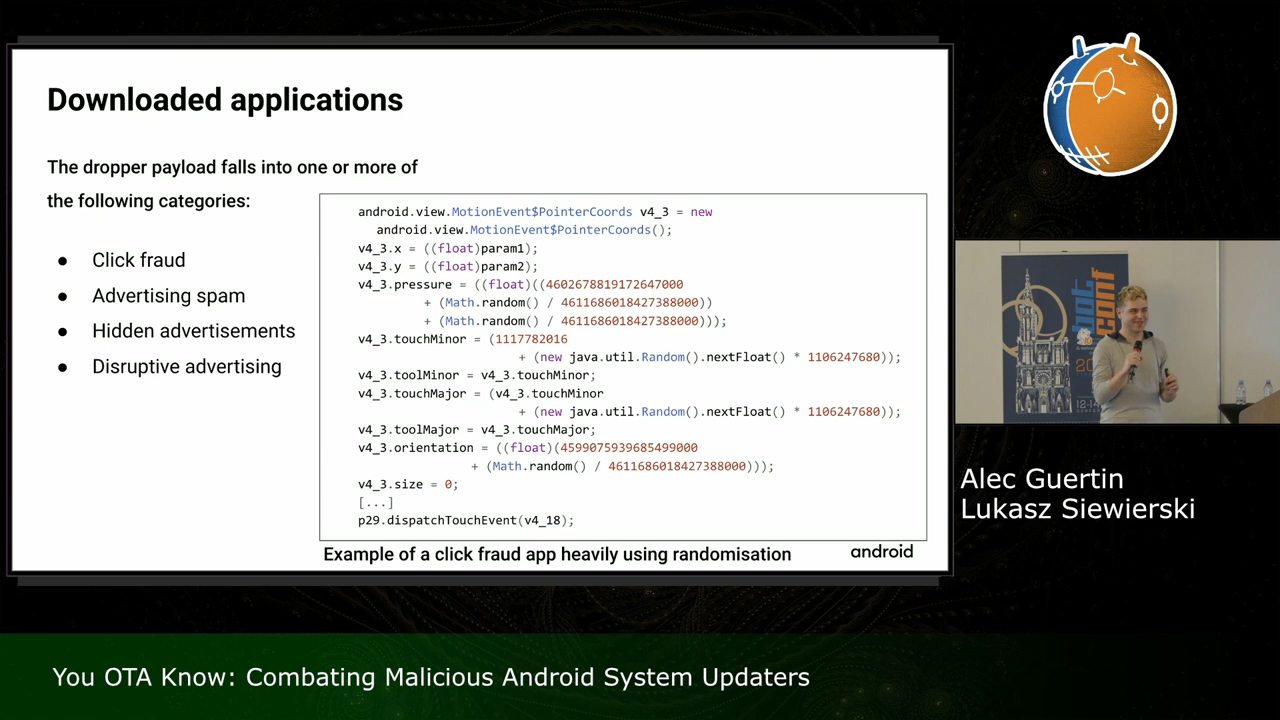 Downloaded applications
The dropper payload falls into one or more of
the following categories:
● Click fraud
● Advertising spam
● Hidden advertisements
● Disruptive advertising
android.view.MotionEvent$PointerCoords v4_3 = new
android.view.MotionEvent$PointerCoords();
v4_3.x = ((float)param1);
v4_3.y = ((float)param2);
v4_3.pressure = ((float)((4602678819172647000
+ (Math.random() / 4611686018427388000))
+ (Math.random() / 4611686018427388000)));
v4_3.touchMinor = (1117782016
+ (new java.util.Random().nextFloat() * 1106247680));
v4_3.toolMinor = v4_3.touchMinor;
v4_3.touchMajor = (v4_3.touchMinor
+ (new java.util.Random().nextFloat() * 1106247680));
v4_3.toolMajor = v4_3.touchMajor;
v4_3.orientation = ((float)(4599075939685499000
+ (Math.random() / 4611686018427388000)));
v4_3.size = 0;
[...]
p29.dispatchTouchEvent(v4_18);
Example of a click fraud app heavily using randomisation
android
bot
conf
Alec Guertin
Lukasz Siewierski
You OTA Know: Combating Malicious Android System Updaters